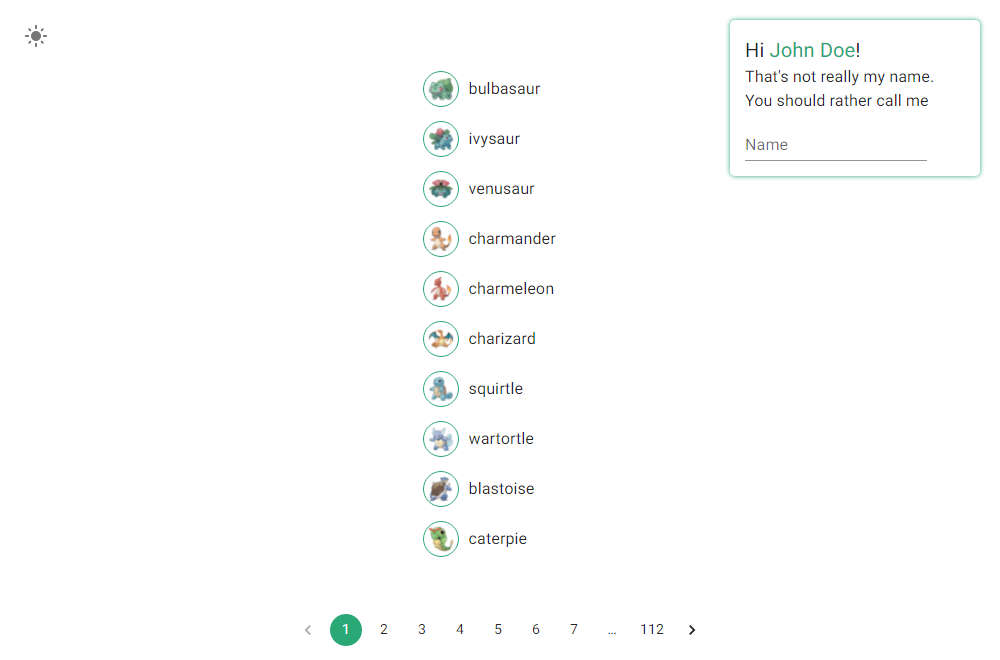 Hi John Doe!
That's not really my name.
You should rather call me
Name
bulbasaur
ivysaur
venusaur
charmander
charmeleon
charizard
squirtle
wartortle
blastoise
caterpie
1 2 3 4 5 6 7 ... 112